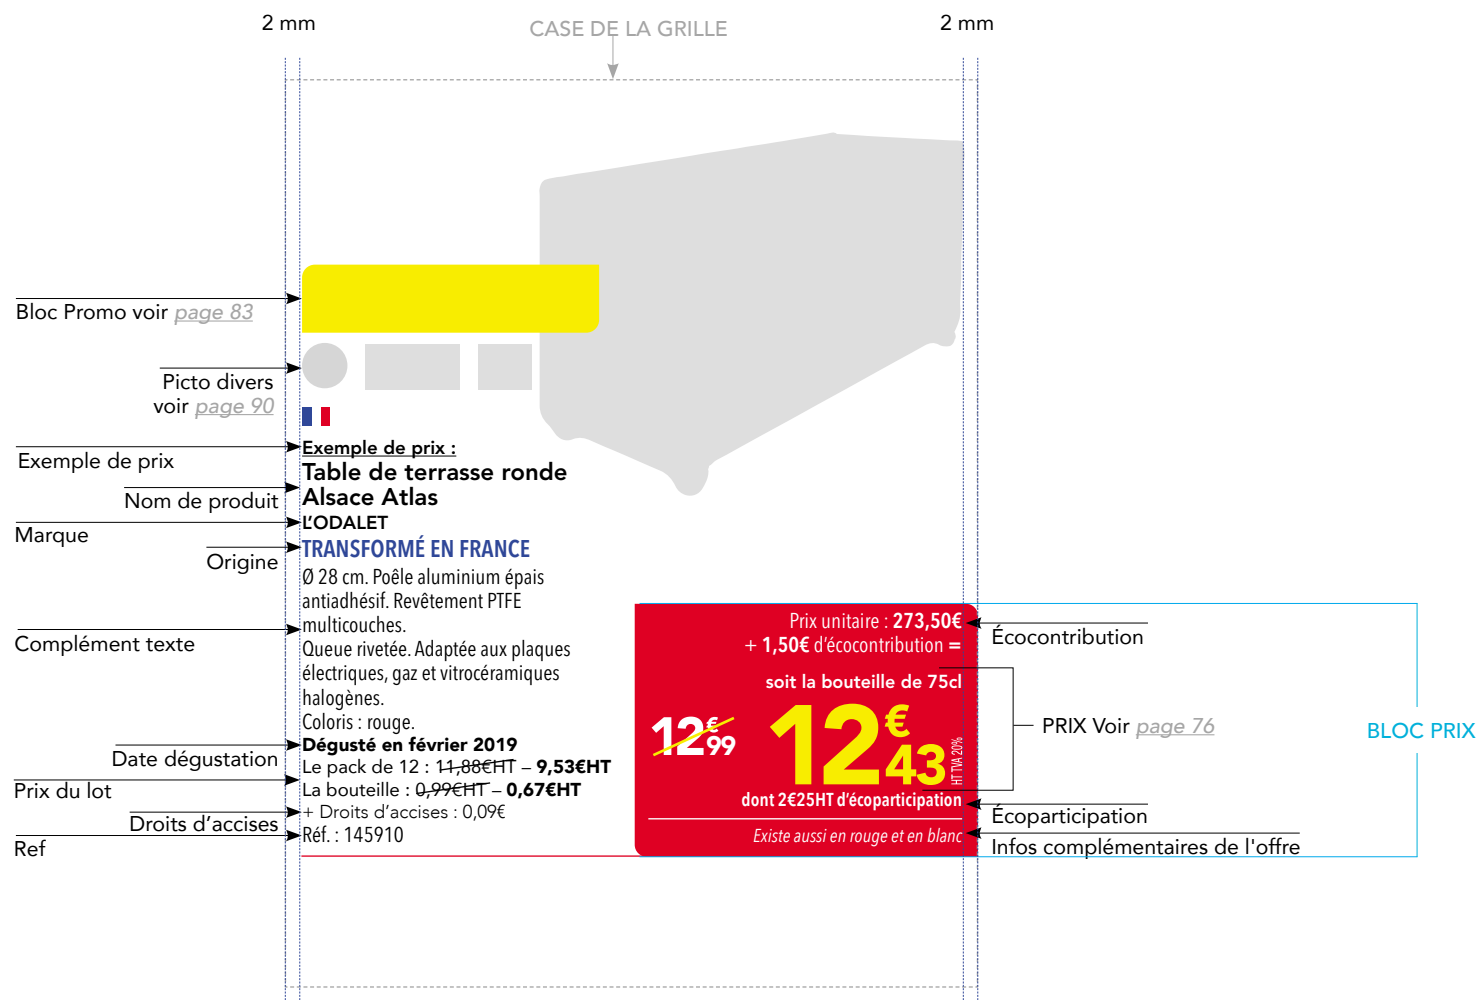 2 mm
CASE DE LA GRILLE
2 mm
Bloc Promo voir page 83
Picto divers
voir page 90
Exemple de prix
Nom de produit
Marque
Origine
Complément texte
Date dégustation
Prix du lot
Droits d'accises
Ref
Exemple de prix :
Table de terrasse ronde
Alsace Atlas
L'ODALET
TRANSFORMÉ EN FRANCE
Ø 28 cm. Poêle aluminium épais
antiadhésif. Revêtement PTFE
multicouches.
Queue rivetée. Adaptée aux plaques
électriques, gaz et vitrocéramiques
halogènes.
Coloris : rouge.
Dégusté en février 2019
Le pack de 12 : 11,88€HT – 9,53€HT
La bouteille : 0,99€HT – 0,67€HT
+ Droits d'accises : 0,09€
Réf. : 145910
Prix unitaire : 273,50€
+ 1,50€ d'écocontribution =
soit la bouteille de 75cl
12€99
12€43
HT TVA 20%
dont 2€25HT d'écoparticipation
Existe aussi en rouge et en blanc
Écocontribution
PRIX Voir page 76
Écoparticipation
Infos complémentaires de l'offre
BLOC PRIX